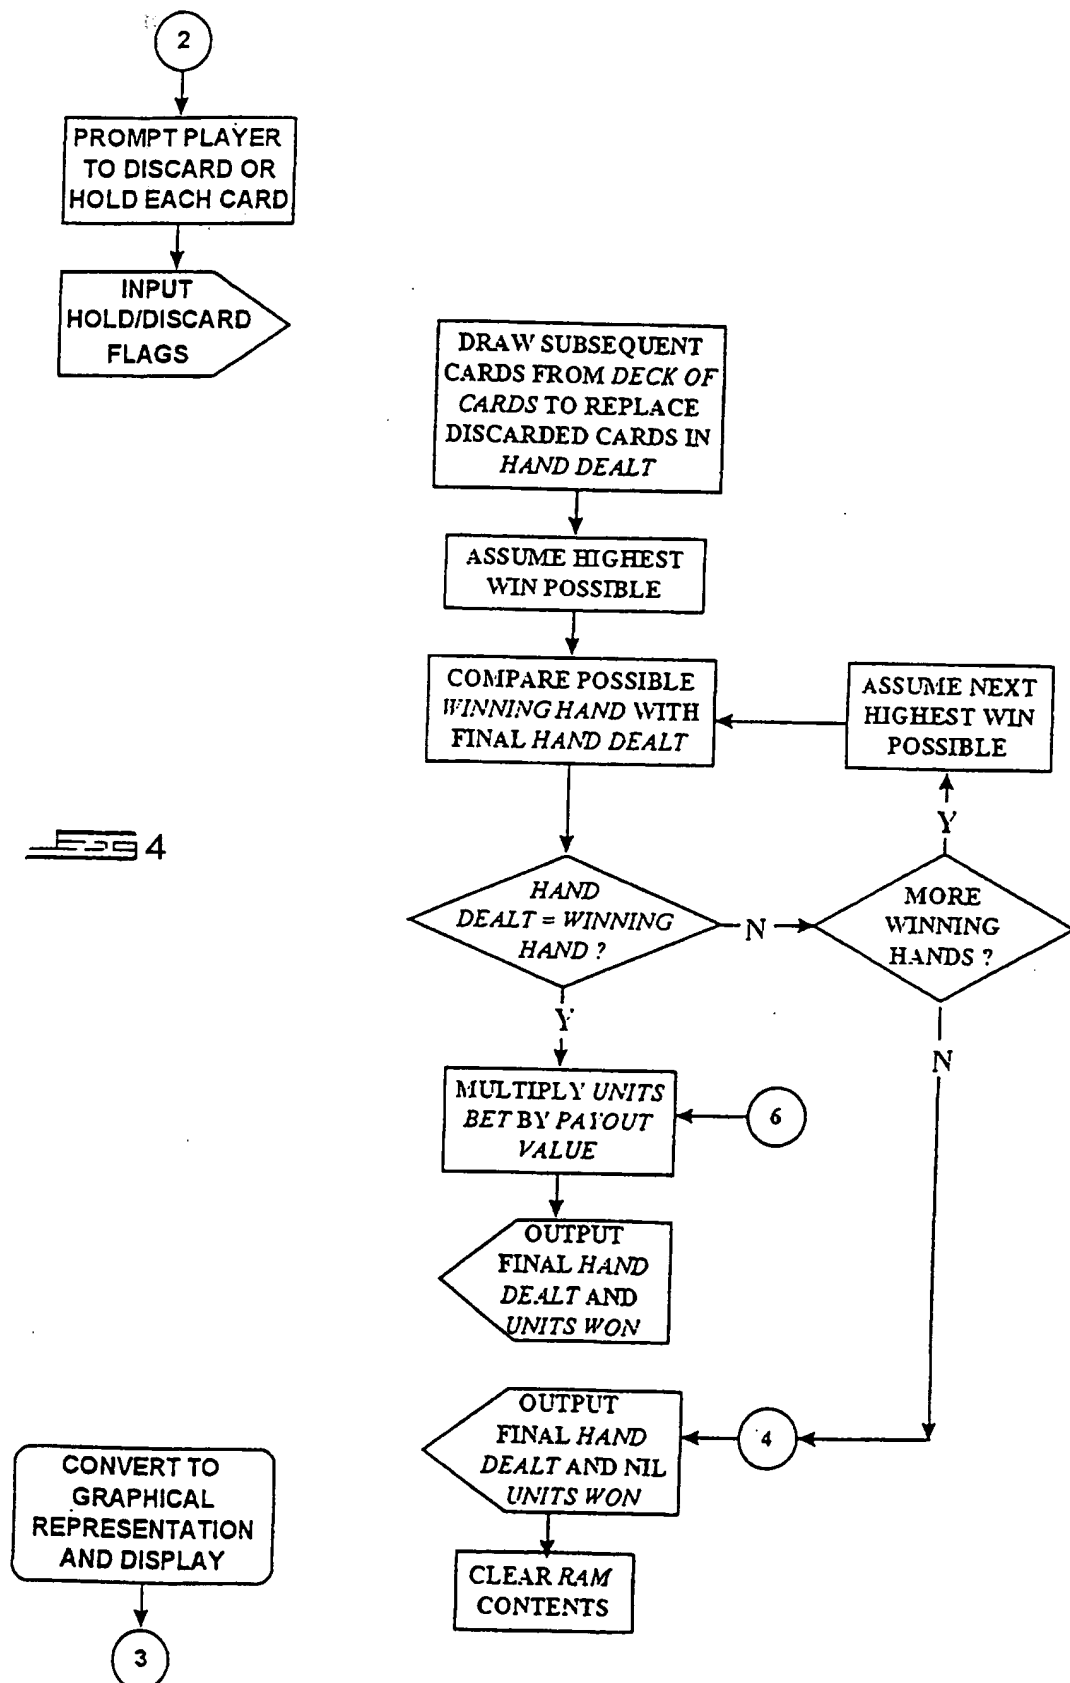 2
PROMPT PLAYER
TO DISCARD OR
HOLD EACH CARD
INPUT
HOLD/DISCARD
FLAGS
DRAW SUBSEQUENT
CARDS FROM DECK OF
CARDS TO REPLACE
DISCARDED CARDS IN
HAND DEALT
ASSUME HIGHEST
WIN POSSIBLE
COMPARE POSSIBLE
WINNING HAND WITH
FINAL HAND DEALT
ASSUME NEXT
HIGHEST WIN
POSSIBLE
Y
4
HAND
DEALT = WINNING
HAND ?
N
MORE
WINNING
HANDS ?
Y
N
MULTIPLY UNITS
BET BY PAYOUT
VALUE
6
OUTPUT
FINAL HAND
DEALT AND
UNITS WON
OUTPUT
FINAL HAND
DEALT AND NIL
UNITS WON
4
CONVERT TO
GRAPHICAL
REPRESENTATION
AND DISPLAY
CLEAR RAM
CONTENTS
3